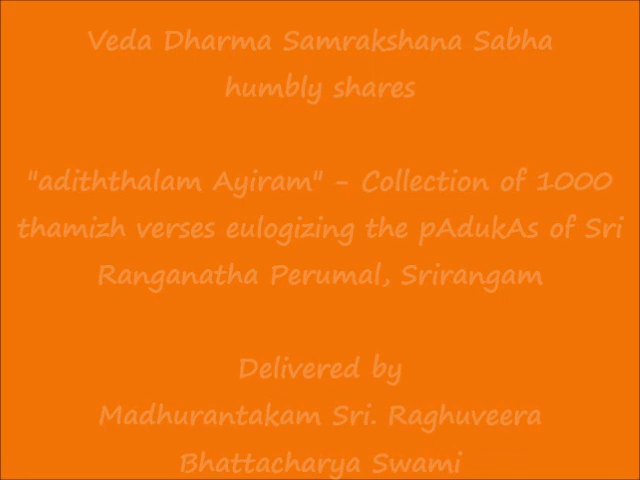 Veda Dharma Samrakshana Sabha
humbly shares
"adiththalam Ayiram" - Collection of 1000
thamizh verses eulogizing the pAdukAs of Sri
Ranganatha Perumal, Srirangam
Delivered by
Madhurantakam Sri. Raghuveera
Bhattacharya Swami